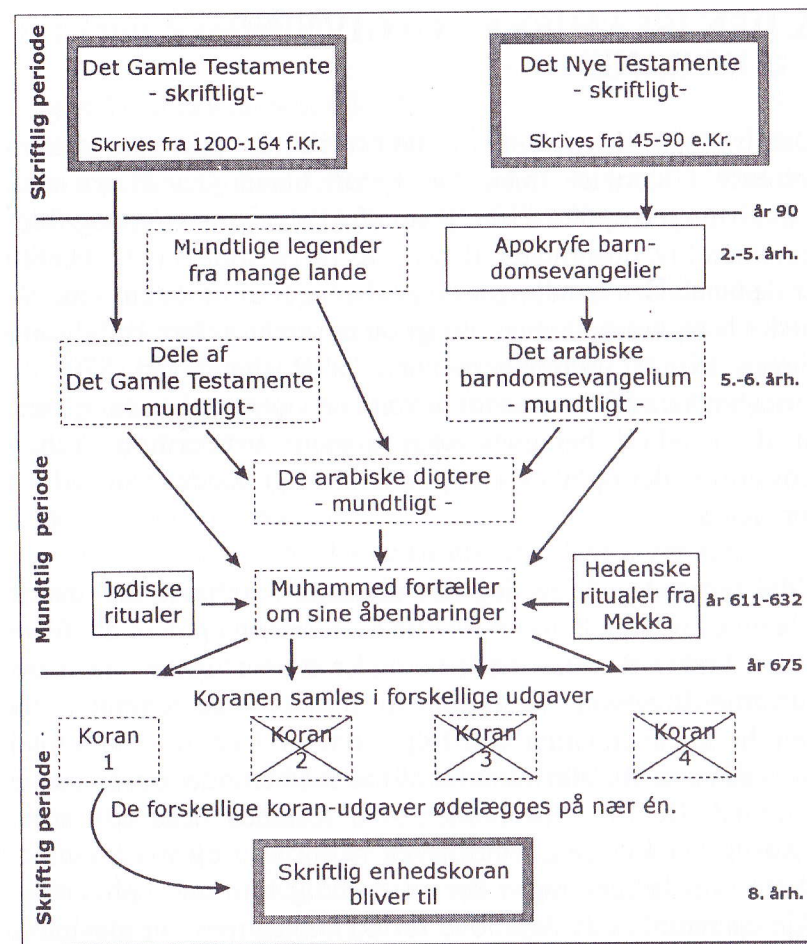 Det Gamle Testamente
- skriftligt-
Skrives fra 1200-164 f.Kr.
Det Nye Testamente
- skriftligt-
Skrives fra 45-90 e.Kr.
Skriftlig periode
år 90
Mundtlige legender
fra mange lande
Apokryfe barn-
domsevangelier
2.-5. årh.
Dele af
Det Gamle Testamente
- mundtligt-
Det arabiske
barndomsevangelium
- mundtligt -
5.-6. årh.
De arabiske digtere
- mundtligt -
Mundtlig periode
Jødiske
ritualer
Muhammed fortæller
om sine åbenbaringer
Hedenske
ritualer fra
Mekka
år 611-632
år 675
Koranen samles i forskellige udgaver
Koran
1
Koran
2
Koran
3
Koran
4
De forskellige koran-udgaver ødelægges på nær én.
Skriftlig periode
Skriftlig enhedskoran
bliver til
8. årh.